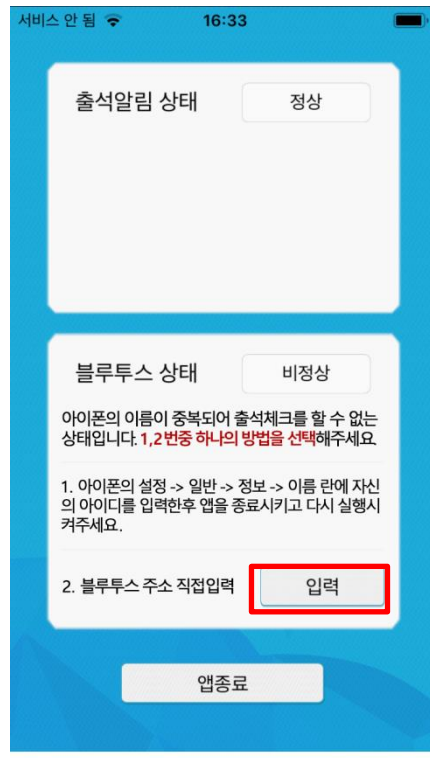 서비스 안 됨 16:33
출석알림 상태 정상
블루투스 상태 비정상
아이폰의 이름이 중복되어 출석체크를 할 수 없는
상태입니다. 1,2번중 하나의 방법을 선택해주세요.
1. 아이폰의 설정 -> 일반 -> 정보 -> 이름 란에 자신
의 아이디를 입력한후 앱을 종료시키고 다시 실행시
켜주세요.
2. 블루투스 주소 직접입력 입력
앱종료